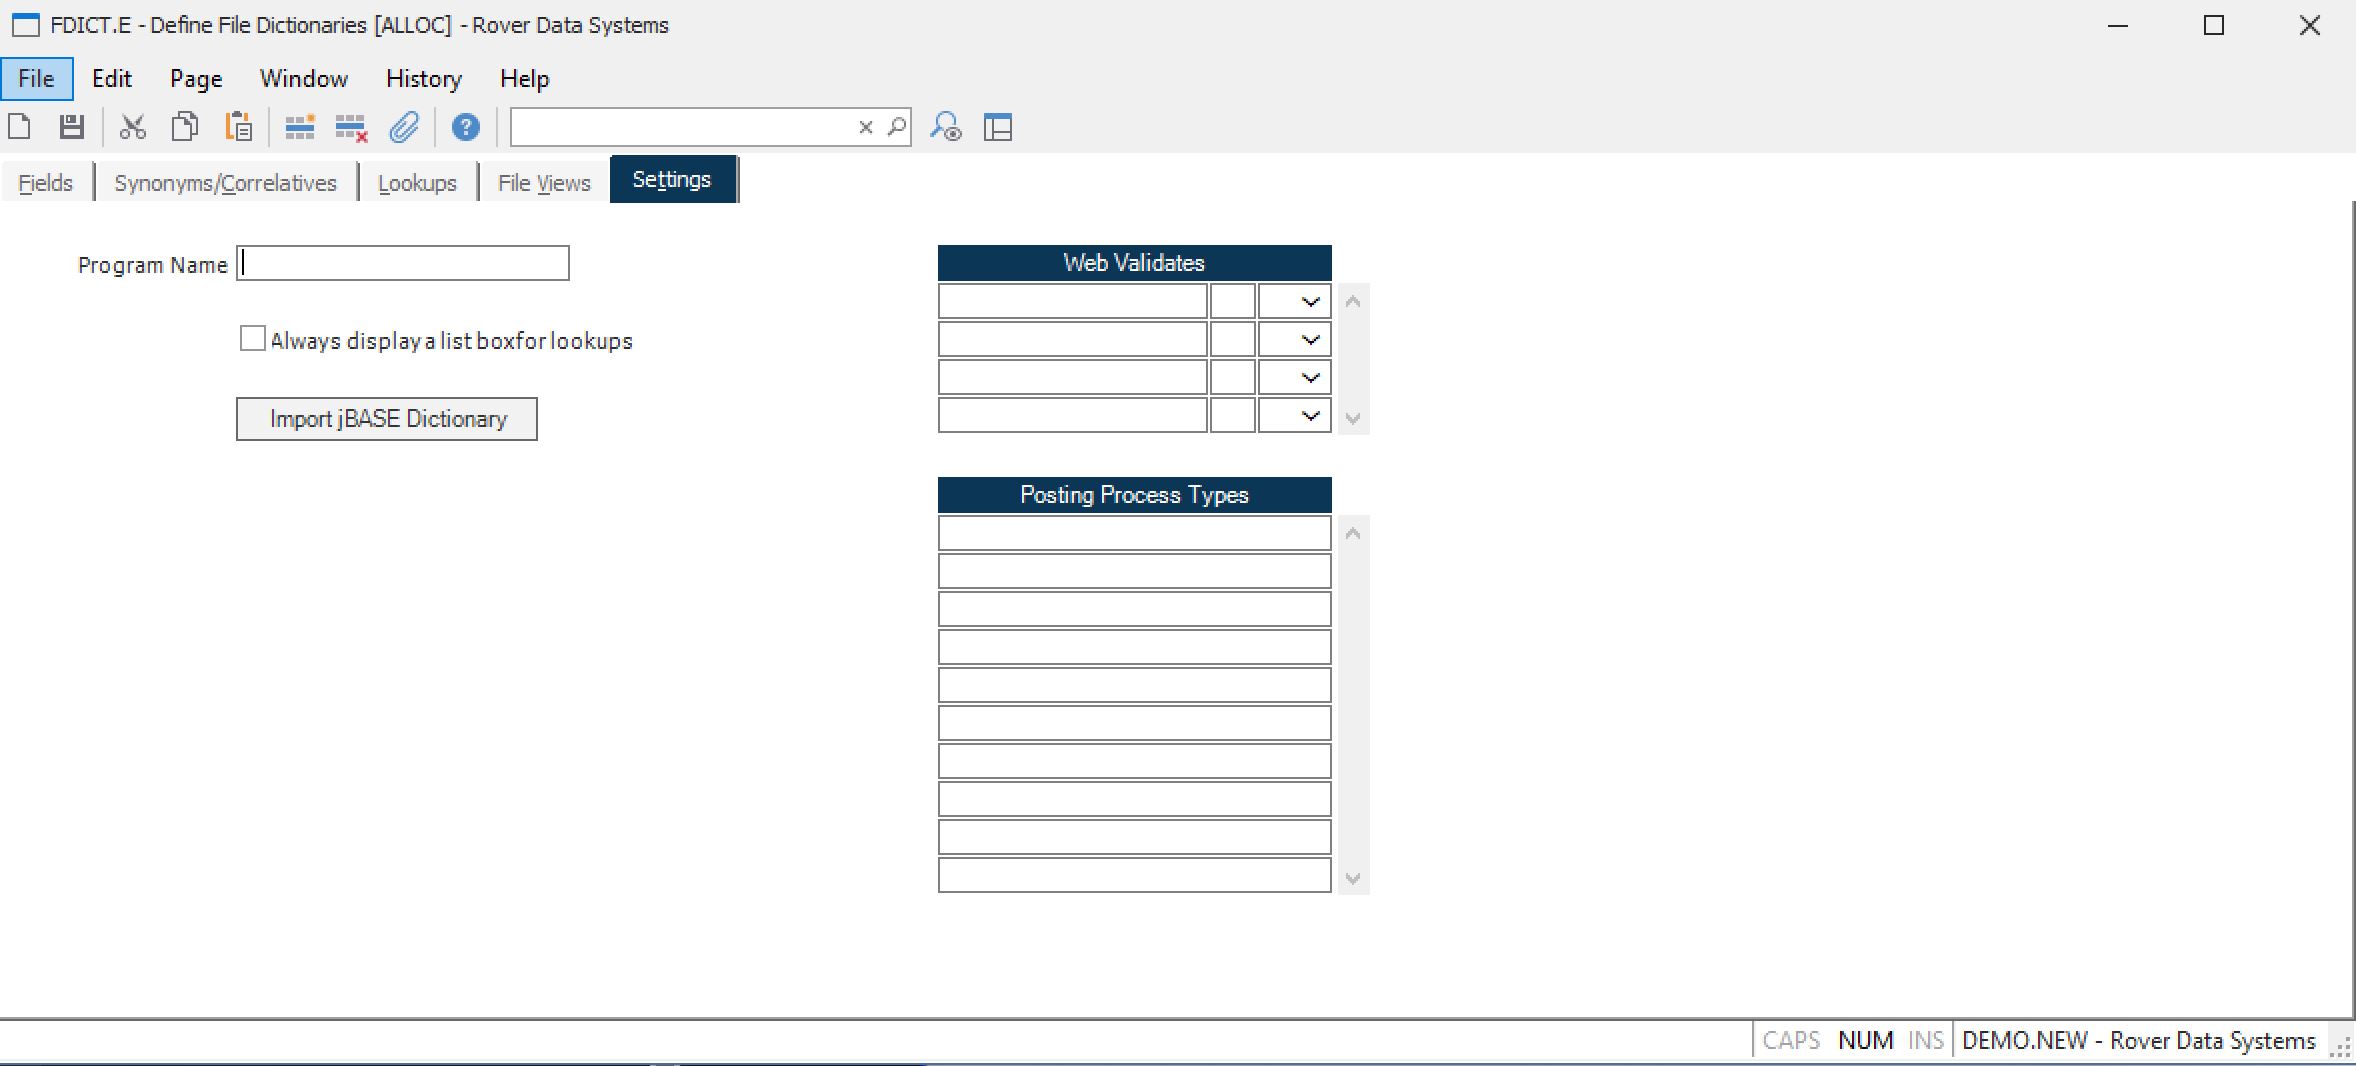 FDICT.E - Define File Dictionaries [ALLOC] - Rover Data Systems
File Edit Page Window History Help
Fields Synonyms/Correlatives Lookups File Views Settings
Program Name
Web Validates
Always display a list box for lookups
Import jBASE Dictionary
Posting Process Types
CAPS NUM INS DEMO.NEW - Rover Data Systems